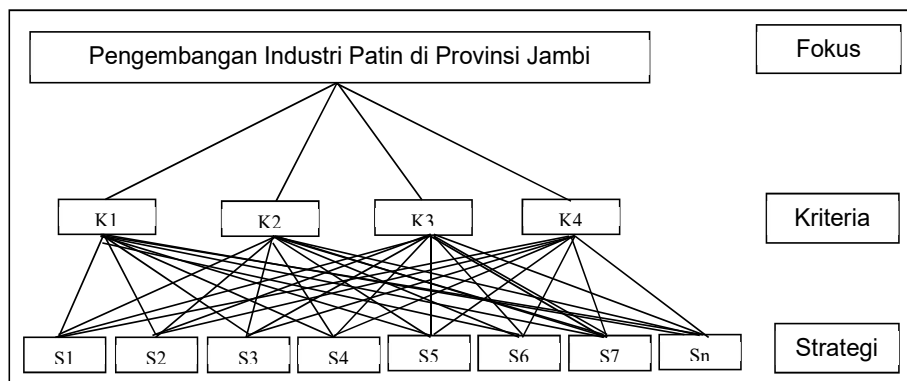 Pengembangan Industri Patin di Provinsi Jambi
Fokus
K1 K2 K3 K4
Kriteria
S1 S2 S3 S4 S5 S6 S7 Sn
Strategi